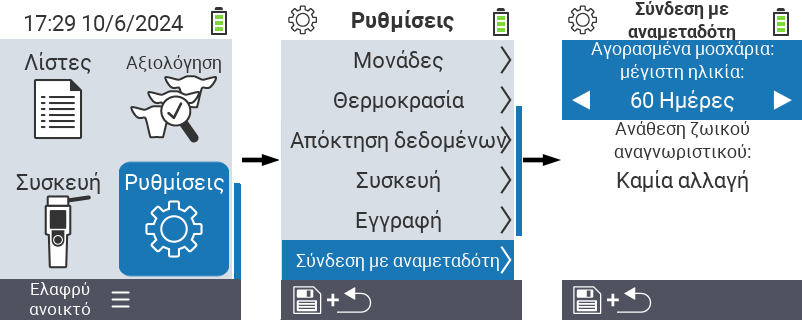 17:29 10/6/2024
Λίστες
Αξιολόγηση
Συσκευή
Ρυθμίσεις
Ελαφρύ
ανοικτό
Ρυθμίσεις
Μονάδες
Θερμοκρασία
Απόκτηση δεδομένων
Συσκευή
Εγγραφή
Σύνδεση με αναμεταδότη
+
Σύνδεση με
αναμεταδότη
Αγορασμένα μοσχάρια:
μέγιστη ηλικία:
60 Ημέρες
Ανάθεση ζωικού
αναγνωριστικού:
Καμία αλλαγή
+